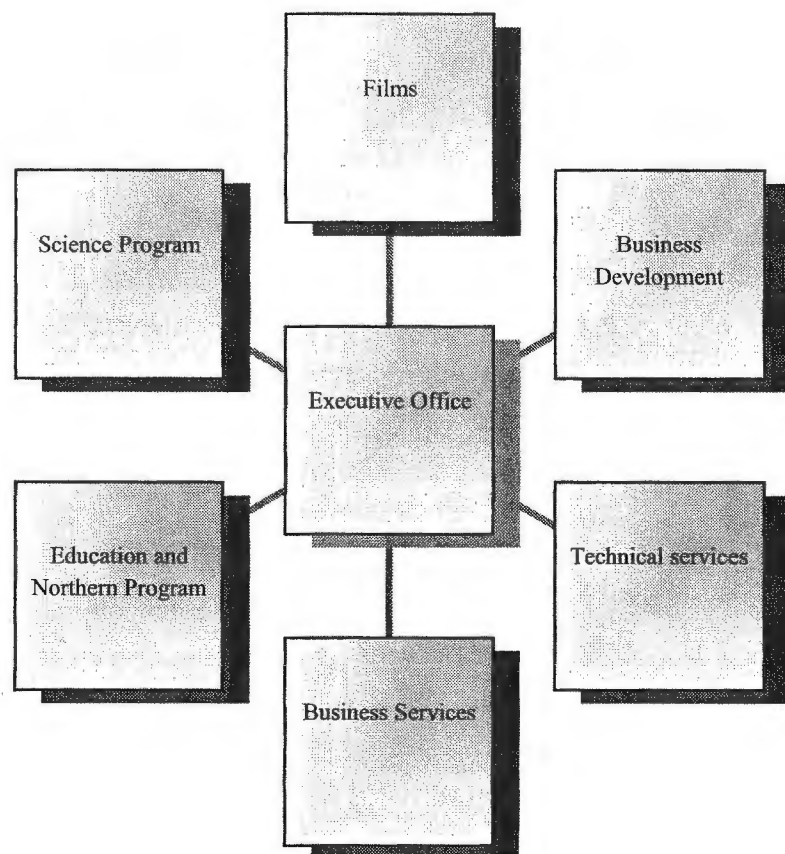 Films
Science Program
Business
Development
Executive Office
Education and
Northern Program
Technical services
Business Services